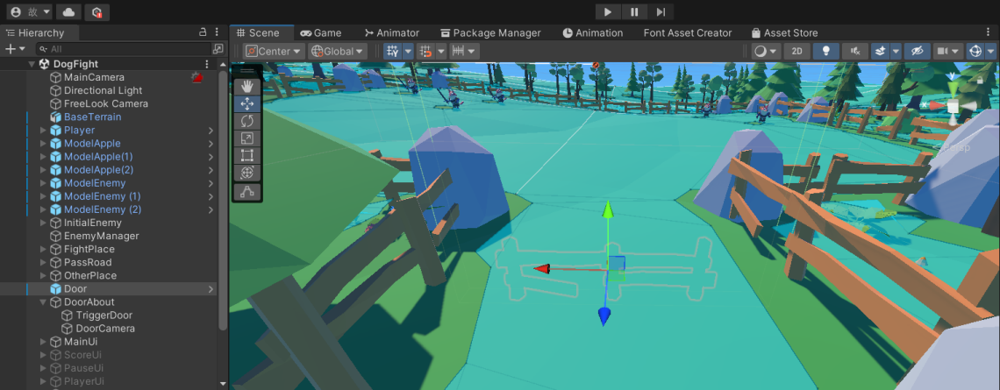 故
Hierarchy
All
DogFight
MainCamera
Directional Light
FreeLook Camera
BaseTerrain
Player
ModelApple
ModelApple(1)
ModelApple(2)
ModelEnemy
ModelEnemy (1)
ModelEnemy (2)
InitialEnemy
EnemyManager
FightPlace
PassRoad
OtherPlace
Door
DoorAbout
TriggerDoor
DoorCamera
MainUi
ScoreUi
PauseUi
PlayerUi
Scene Game Animator Package Manager Animation Font Asset Creator Asset Store
Center Global 2D
y
x
Persp